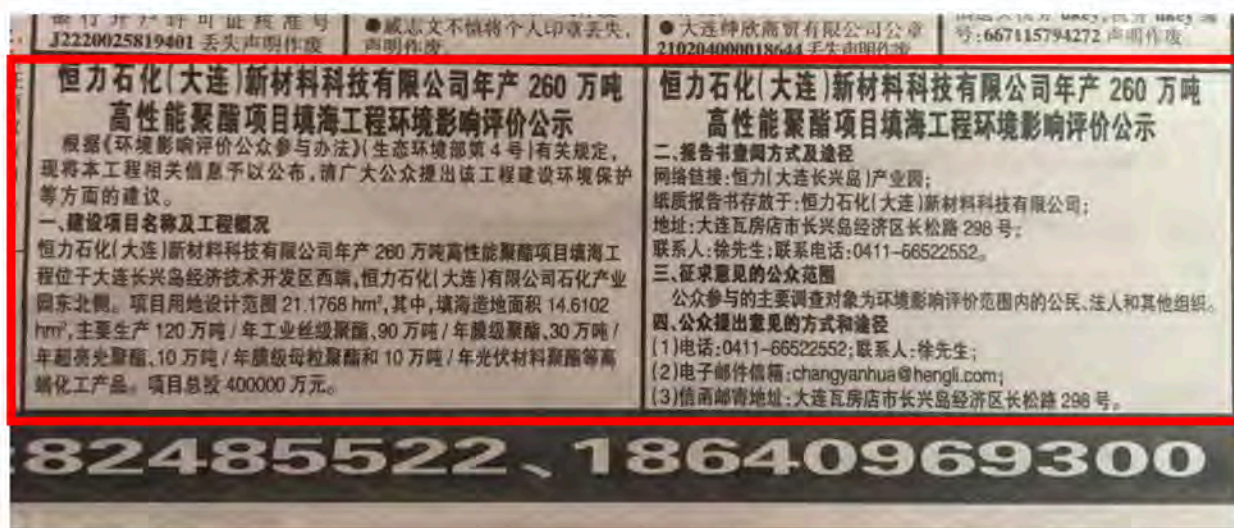 银行开户许可证核准号
J2220025819401 丢失声明作废
●戚志文不慎将个人印章丢失,
声明作废。
●大连绅欣商贸有限公司公章
210204000018644 丢失声明作废
号:667115794272 声明作废
恒力石化(大连)新材料科技有限公司年产 260 万吨
高性能聚酯项目填海工程环境影响评价公示
根据《环境影响评价公众参与办法》(生态环境部第 4 号)有关规定,
现将本工程相关信息予以公布,请广大公众提出该工程建设环境保护
等方面的建议。
一、建设项目名称及工程概况
恒力石化(大连)新材料科技有限公司年产 260 万吨高性能聚酯项目填海工
程位于大连长兴岛经济技术开发区西端,恒力石化(大连)有限公司石化产业
园东北侧。项目用地设计范围 21.1768 hm²,其中,填海造地面积 14.6102
hm²,主要生产 120 万吨/年工业丝级聚酯、90 万吨/年膜级聚酯、30 万吨/
年超亮光聚酯、10 万吨/年膜级母粒聚酯和 10 万吨/年光伏材料聚酯等高
端化工产品。项目总投 400000 万元。
恒力石化(大连)新材料科技有限公司年产 260 万吨
高性能聚酯项目填海工程环境影响评价公示
二、报告书查阅方式及途径
网络链接:恒力(大连长兴岛)产业园;
纸质报告书存放于:恒力石化(大连)新材料科技有限公司;
地址:大连瓦房店市长兴岛经济区长松路 298 号;
联系人:徐先生;联系电话:0411-66522552。
三、征求意见的公众范围
公众参与的主要调查对象为环境影响评价范围内的公民、法人和其他组织。
四、公众提出意见的方式和途径
(1)电话:0411-66522552;联系人:徐先生;
(2)电子邮件信箱:changyanhua@hengli.com;
(3)信函邮寄地址:大连瓦房店市长兴岛经济区长松路 298 号。
82485522、18640969300